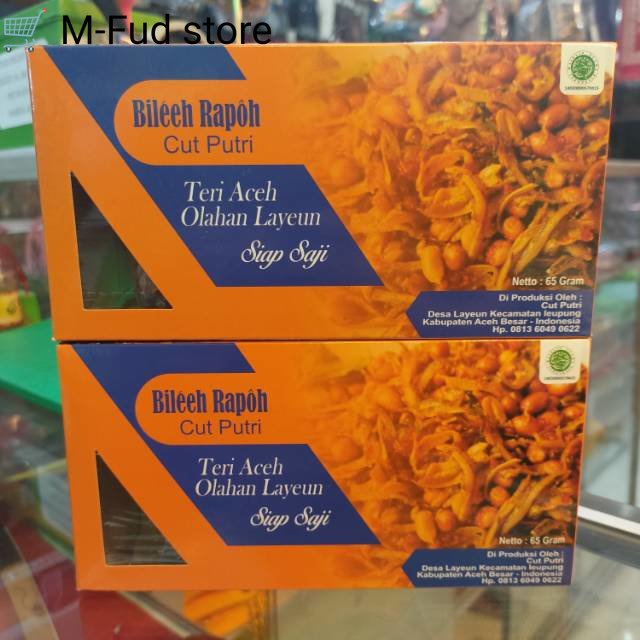 M-Fud store
Biléeh Rapôh
Cut Putri
Teri Aceh
Olahan Layeun
Siap Saji
Netto : 65 Gram
Di Produksi Oleh :
Cut Putri
Desa Layeun Kecamatan leupung
Kabupaten Aceh Besar - Indonesia
Hp. 0813 6049 0622
Biléeh Rapôh
Cut Putri
Teri Aceh
Olahan Layeun
Siap Saji
Netto : 65 Gram
Di Produksi Oleh :
Cut Putri
Desa Layeun Kecamatan leupung
Kabupaten Aceh Besar - Indonesia
Hp. 0813 6049 0622